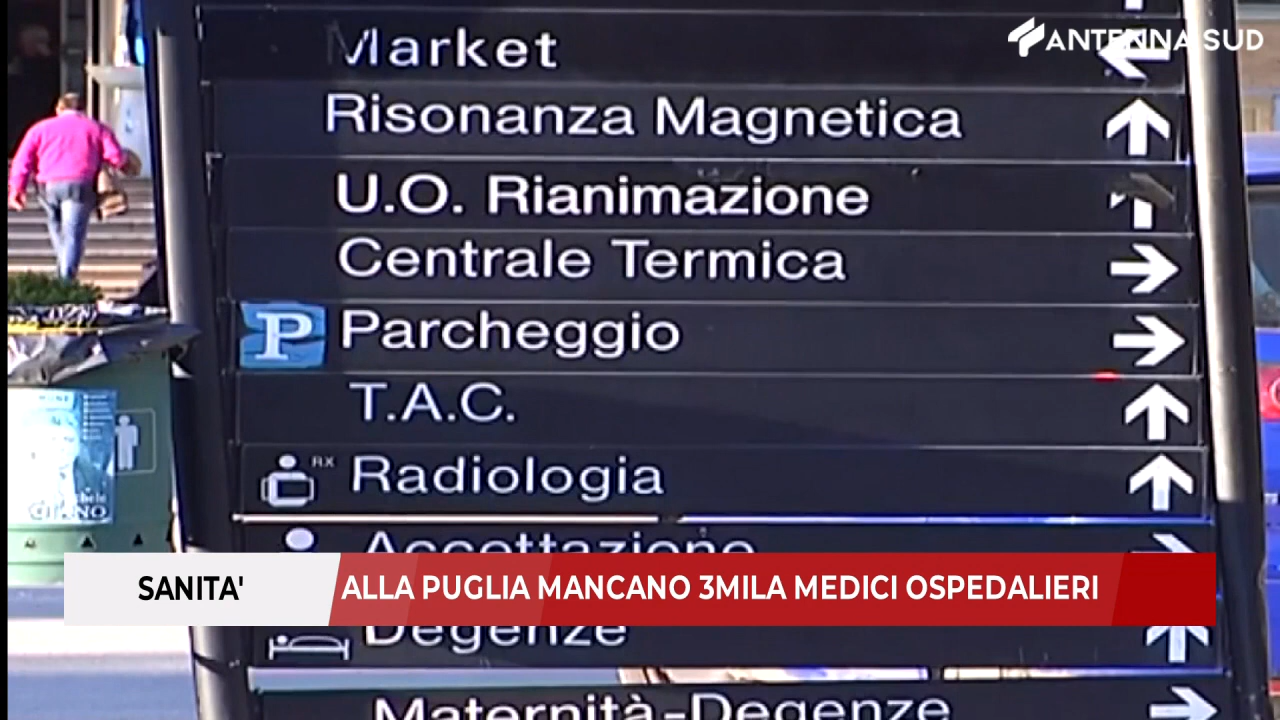 Market
ANTENNA SUD
Risonanza Magnetica
U.O. Rianimazione
Centrale Termica
P Parcheggio
T.A.C.
RX Radiologia
Accettazione
SANITA' ALLA PUGLIA MANCANO 3MILA MEDICI OSPEDALIERI
Degenze
Maternità-Degenze